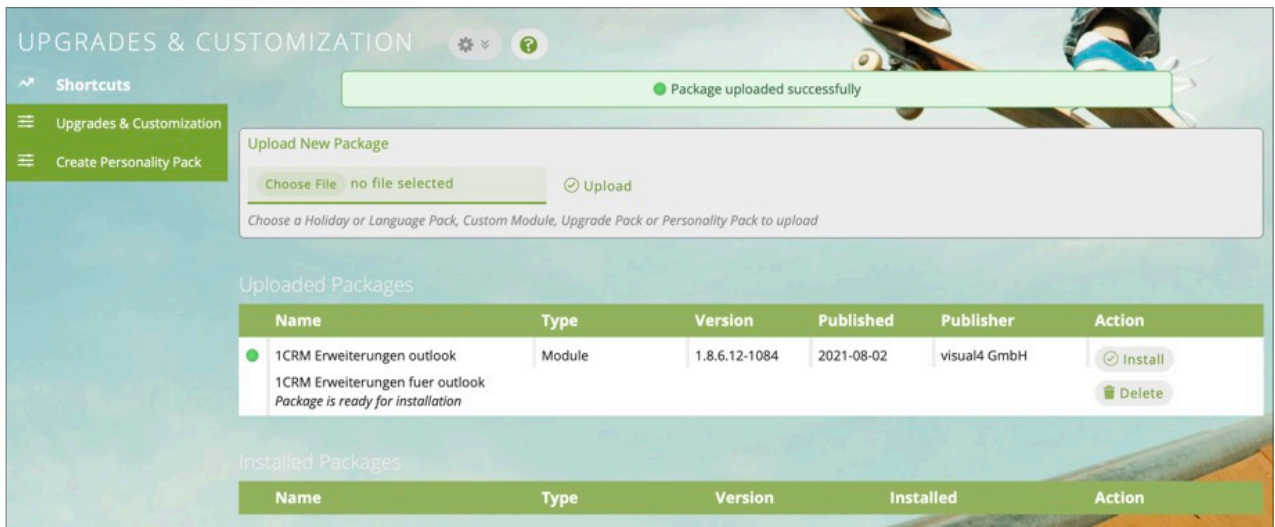 UPGRADES & CUSTOMIZATION
Shortcuts
Package uploaded successfully
Upgrades & Customization
Create Personality Pack
Upload New Package
Choose File no file selected Upload
Choose a Holiday or Language Pack, Custom Module, Upgrade Pack or Personality Pack to upload
Uploaded Packages
Name Type Version Published Publisher Action
1CRM Erweiterungen outlook Module 1.8.6.12-1084 2021-08-02 visual4 GmbH Install
1CRM Erweiterungen fuer outlook
Package is ready for installation
Delete
Installed Packages
Name Type Version Installed Action